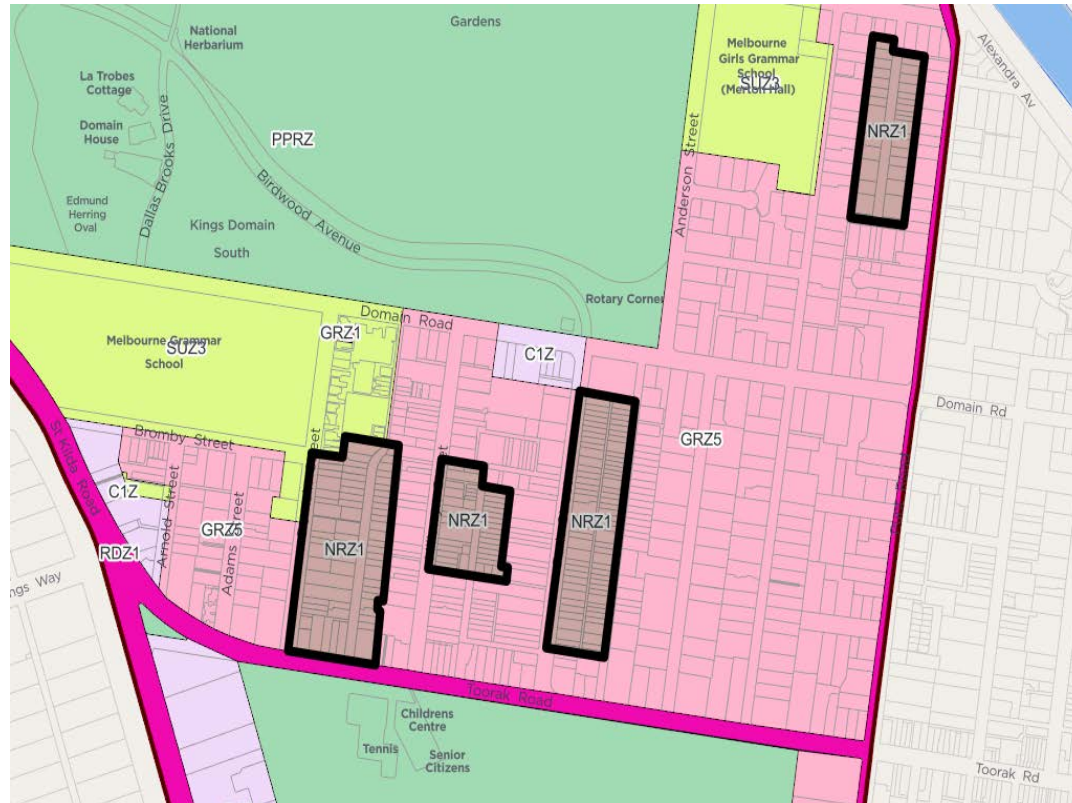 Gardens
National
Herbarium
La Trobes
Cottage
Domain
House
Dallas Brooks Drive
PPRZ
Birdwood Avenue
Edmund
Herring
Oval
Kings Domain
South
Melbourne
Girls Grammar
School
SUZ3
(Merton Hall)
NRZ1
Alexandra Av
Anderson Street
Rotary Corner
Domain Road
GRZ1
C1Z
Melbourne Grammar
SUZ3
School
Domain Rd
St Kilda Road
Bromby Street
GRZ5
C1Z
Arnold Street
GRZ5
Adams Street
NRZ1
NRZ1
NRZ1
RDZ1
ngs Way
Toorak Road
Childrens
Centre
Tennis
Senior
Citizens
Toorak Rd